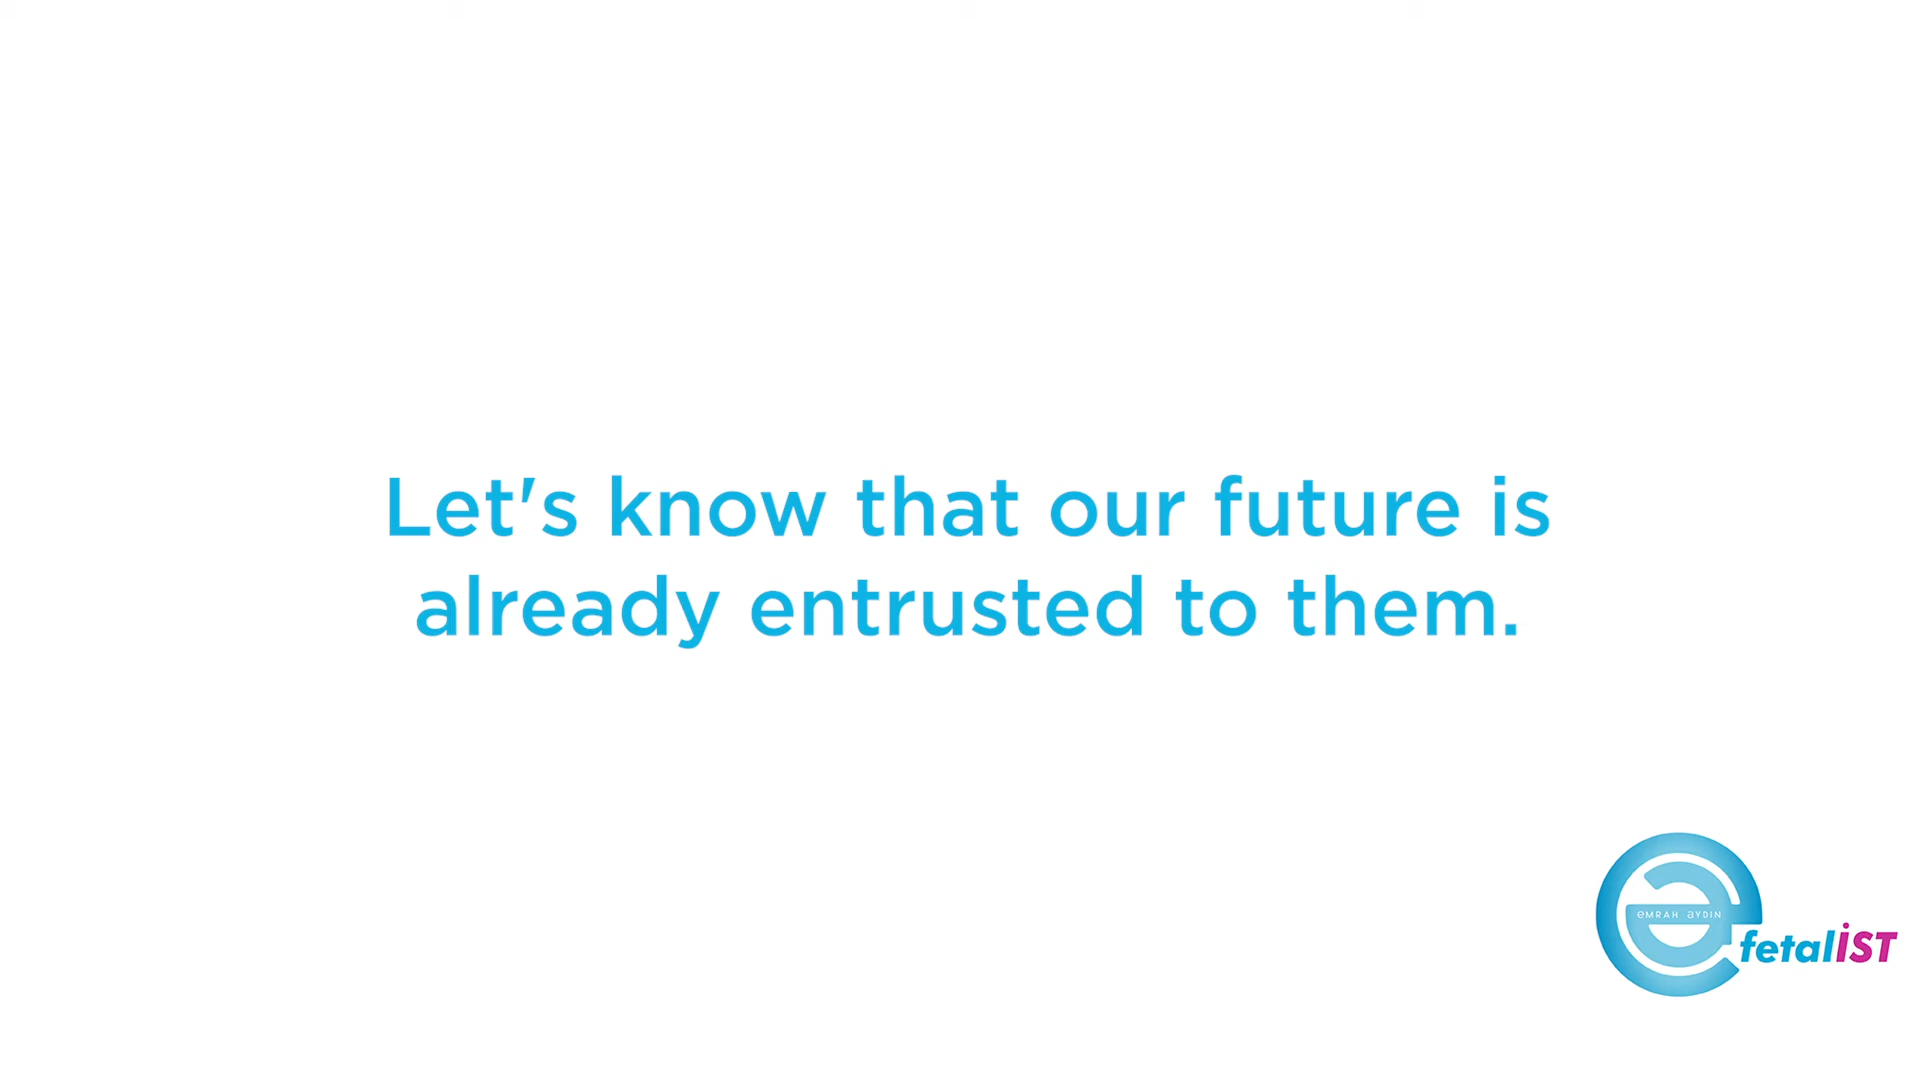 Let's know that our future is
already entrusted to them.
eMRAH aYDIN
fetaliST